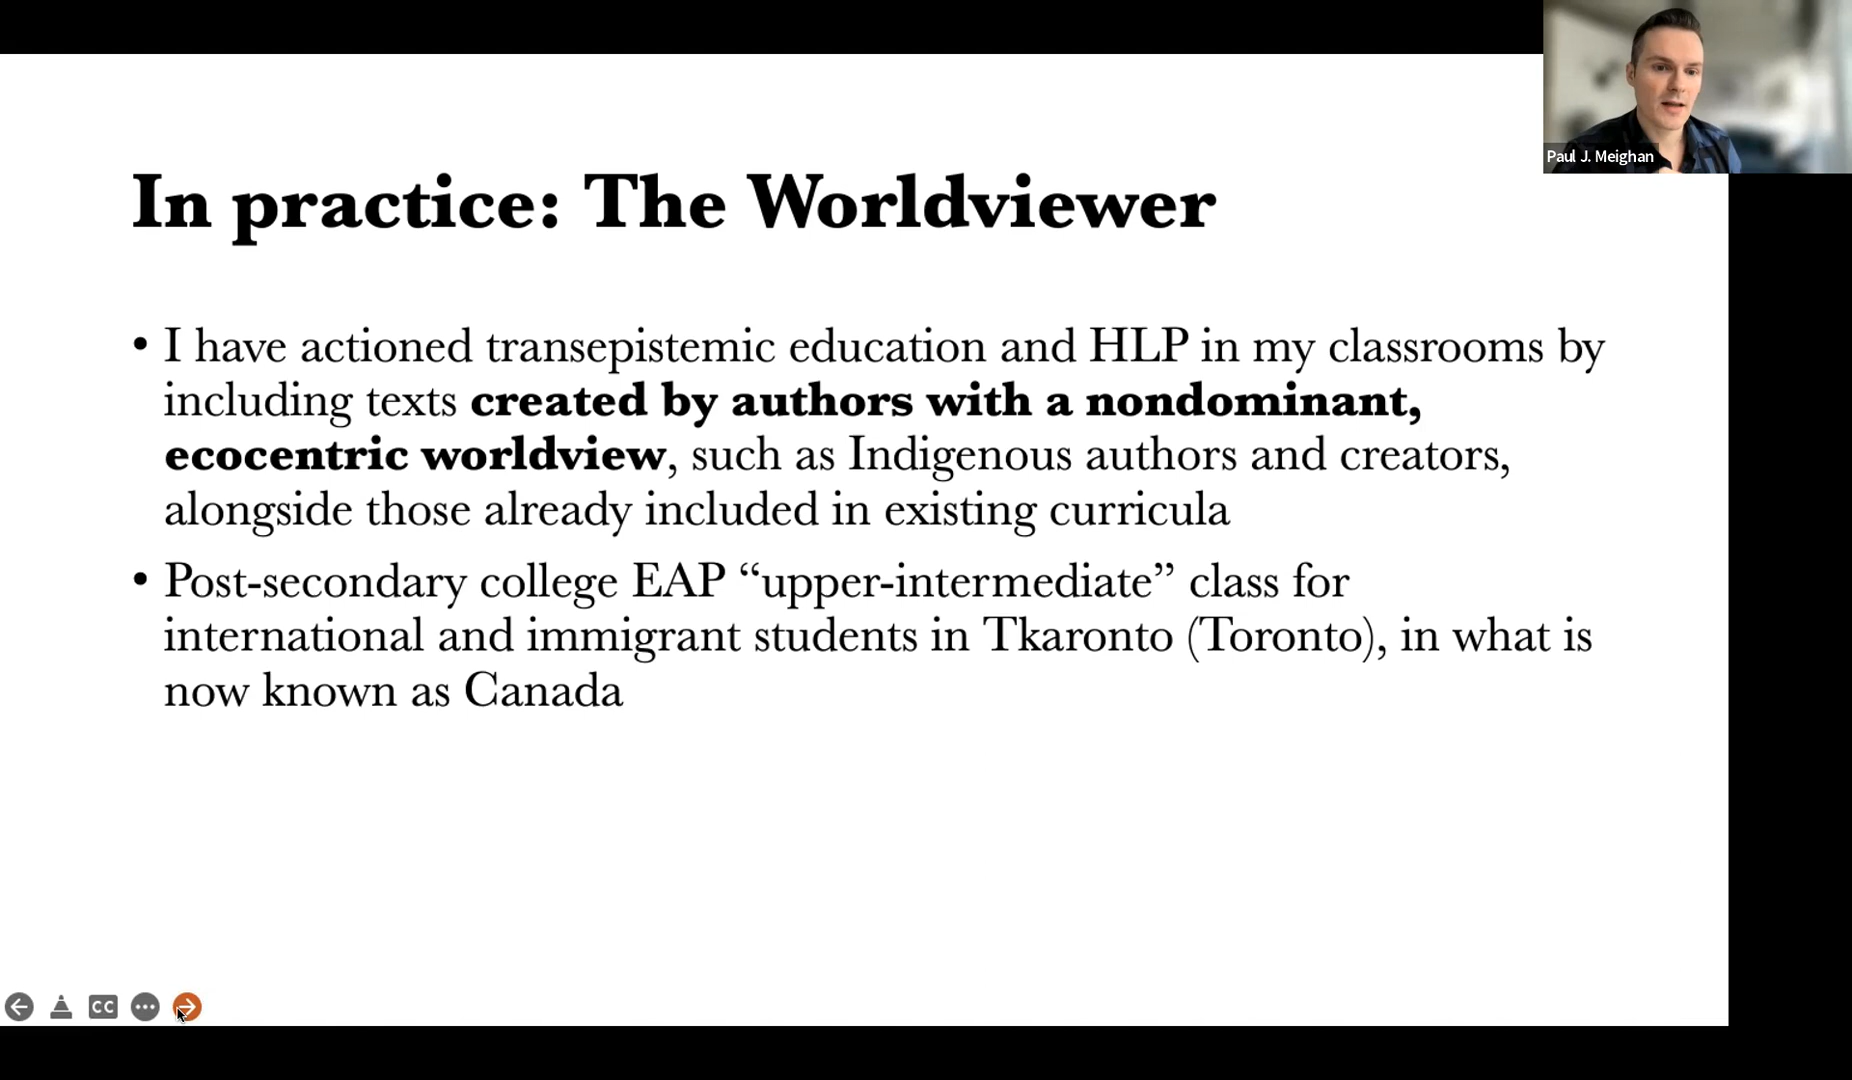 Paul J. Meighan
In practice: The Worldviewer
• I have actioned transepistemic education and HLP in my classrooms by
including texts created by authors with a nondominant,
ecocentric worldview, such as Indigenous authors and creators,
alongside those already included in existing curricula
• Post-secondary college EAP “upper-intermediate” class for
international and immigrant students in Tkaronto (Toronto), in what is
now known as Canada
CC